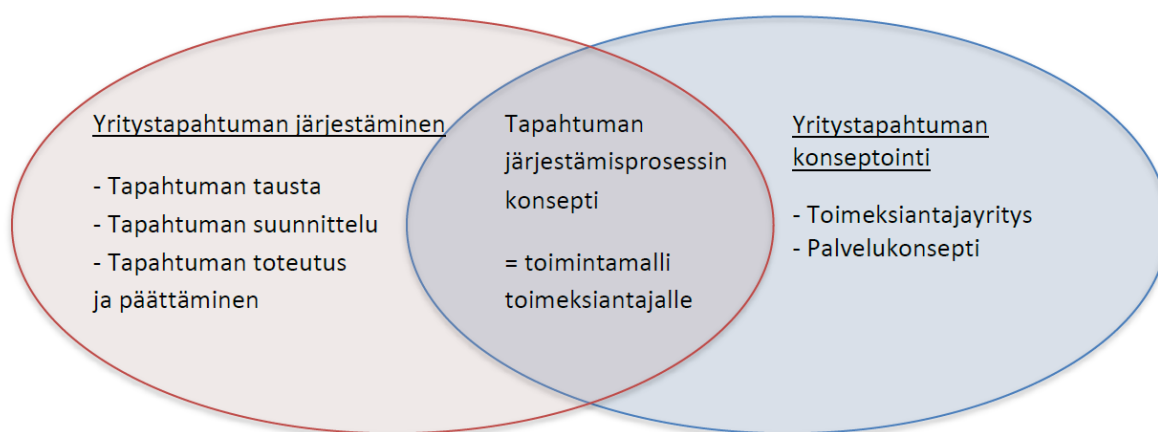 Yritystapahtuman järjestäminen
- Tapahtuman tausta
- Tapahtuman suunnittelu
- Tapahtuman toteutus
ja päättäminen
Tapahtuman
järjestämisprosessin
konsepti
= toimintamalli
toimeksiantajalle
Yritystapahtuman
konseptointi
- Toimeksiantajayritys
- Palvelukonsepti